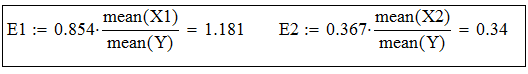 E1 := 0.854·mean(X1)/mean(Y) = 1.181 E2 := 0.367·mean(X2)/mean(Y) = 0.34